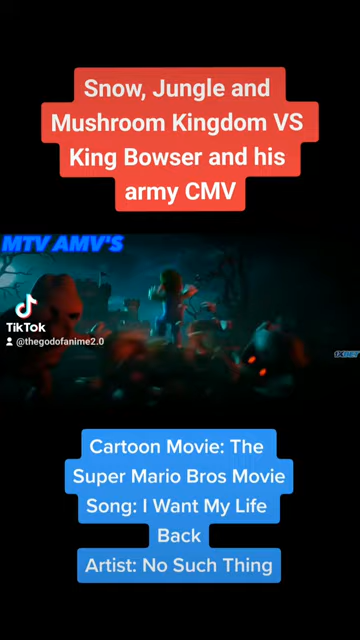 Snow, Jungle and
Mushroom Kingdom VS
King Bowser and his
army CMV
MTV AMV'S
TikTok
@thegodofanime2.0
Cartoon Movie: The
Super Mario Bros Movie
Song: I Want My Life
Back
Artist: No Such Thing